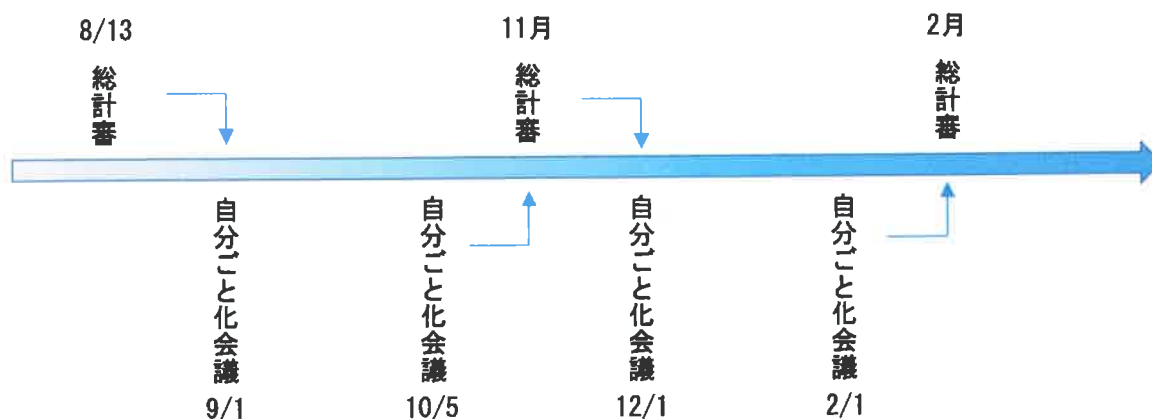 8/13
総計審
11月
総計審
2月
総計審
自分ごと化会議
9/1
自分ごと化会議
10/5
自分ごと化会議
12/1
自分ごと化会議
2/1